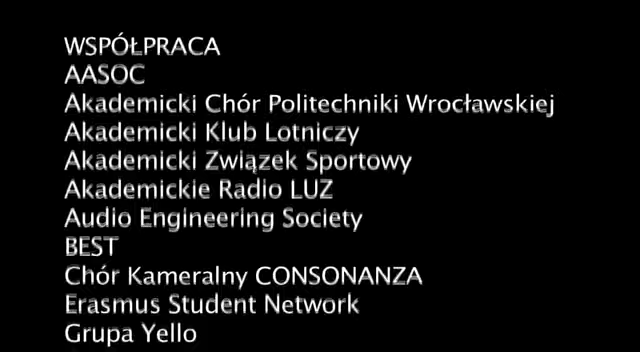 WSPÓŁPRACA
AASOC
Akademicki Chór Politechniki Wrocławskiej
Akademicki Klub Lotniczy
Akademicki Związek Sportowy
Akademickie Radio LUZ
Audio Engineering Society
BEST
Chór Kameralny CONSONANZA
Erasmus Student Network
Grupa Yello